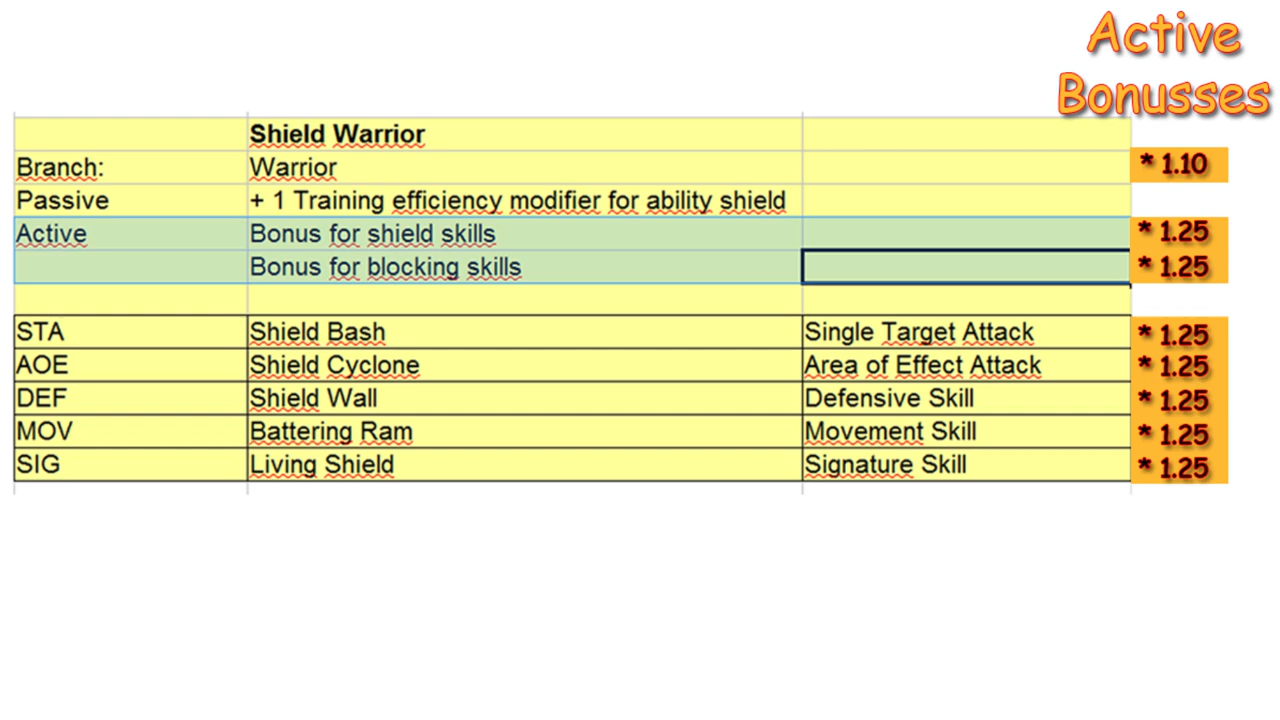 Active
Bonusses
Shield Warrior
Branch: Warrior * 1.10
Passive + 1 Training efficiency modifier for ability shield
Active Bonus for shield skills * 1.25
Bonus for blocking skills * 1.25
STA Shield Bash Single Target Attack * 1.25
AOE Shield Cyclone Area of Effect Attack * 1.25
DEF Shield Wall Defensive Skill * 1.25
MOV Battering Ram Movement Skill * 1.25
SIG Living Shield Signature Skill * 1.25